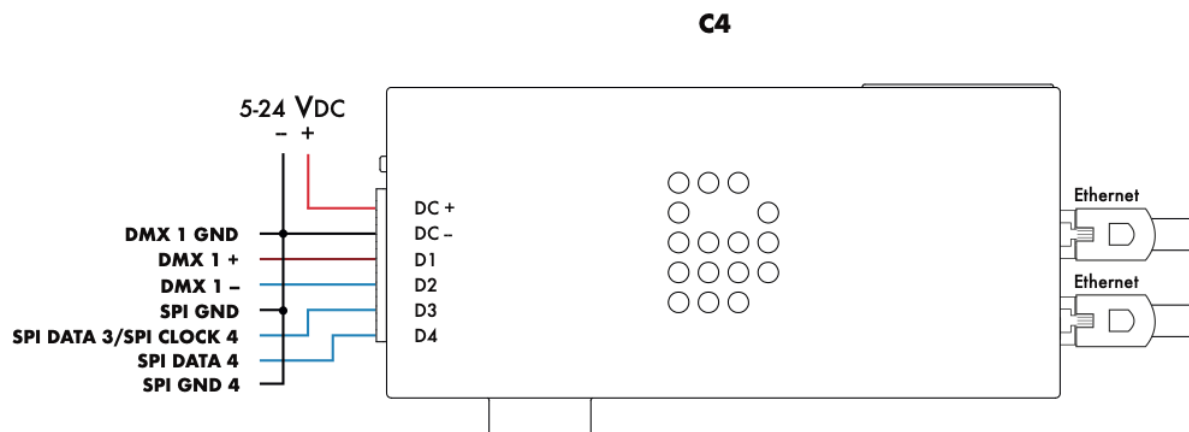 C4
5-24 VDC
– +
DC +
DMX 1 GND
DC –
DMX 1 +
D1
DMX 1 –
D2
SPI GND
D3
SPI DATA 3/SPI CLOCK 4
D4
SPI DATA 4
SPI GND 4
Ethernet
Ethernet